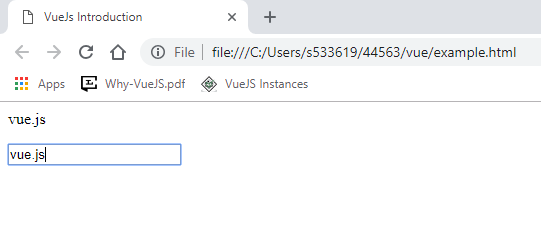 VueJs Introduction
File | file:///C:/Users/s533619/44563/vue/example.html
Apps Why-VueJS.pdf VueJS Instances
vue.js
vue.js